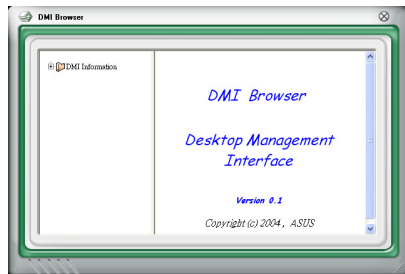 DMI Browser
DMI Information
DMI Browser
Desktop Management
Interface
Version 0.1
Copyright (c) 2004, ASUS